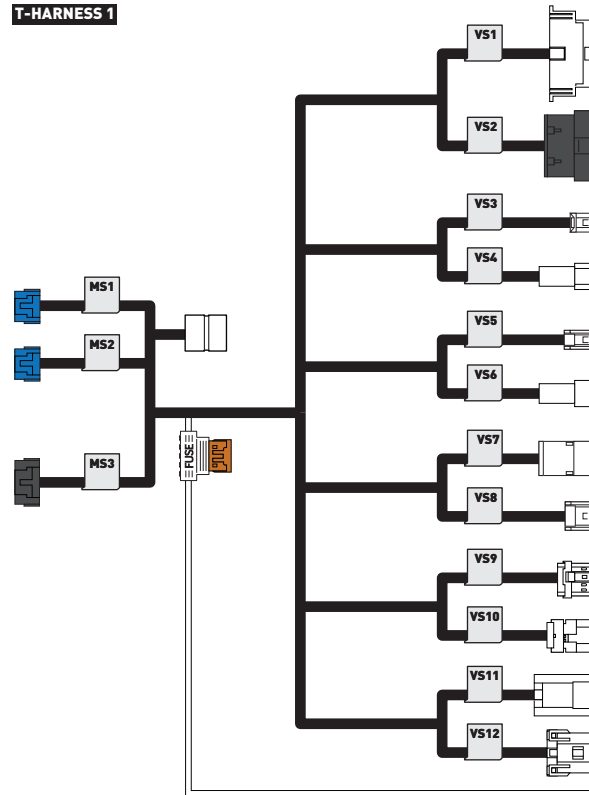 T-HARNESS 1
VS1
VS2
VS3
VS4
MS1
MS2
VS5
VS6
FUSE
MS3
VS7
VS8
VS9
VS10
VS11
VS12